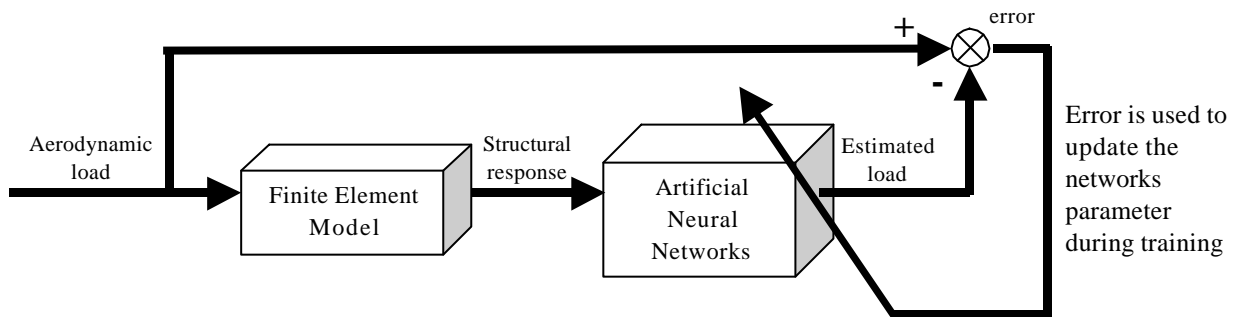 error
+
-
Aerodynamic
load
Finite Element
Model
Structural
response
Artificial
Neural
Networks
Estimated
load
Error is used to
update the
networks
parameter
during training